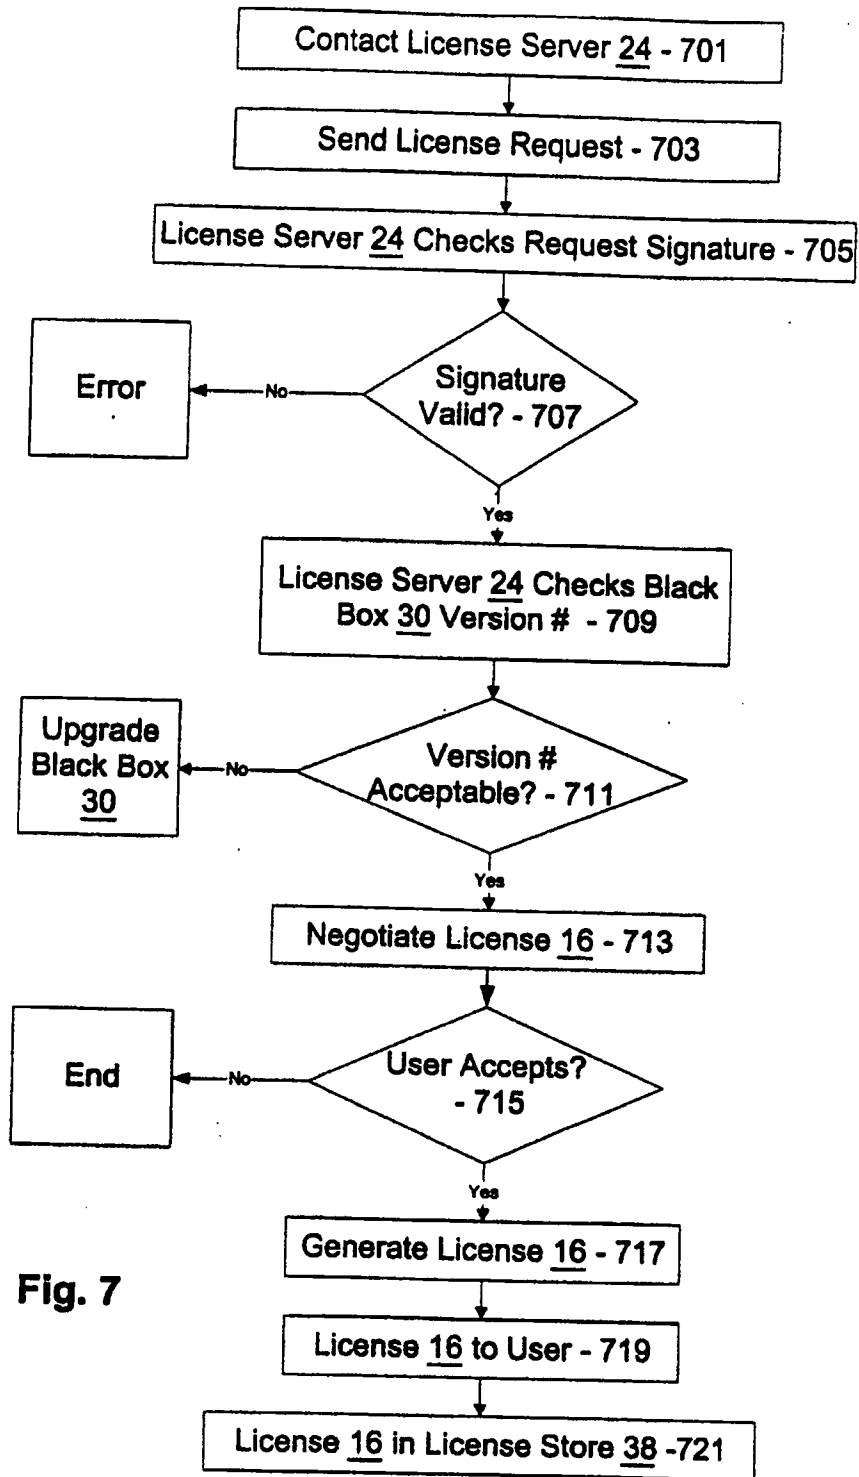 Contact License Server 24 - 701
Send License Request - 703
License Server 24 Checks Request Signature - 705
Signature
Valid? - 707
No
Error
Yes
License Server 24 Checks Black
Box 30 Version # - 709
Version #
Acceptable? - 711
No
Upgrade
Black Box
30
Yes
Negotiate License 16 - 713
User Accepts?
- 715
No
End
Yes
Generate License 16 - 717
License 16 to User - 719
License 16 in License Store 38 -721
Fig. 7